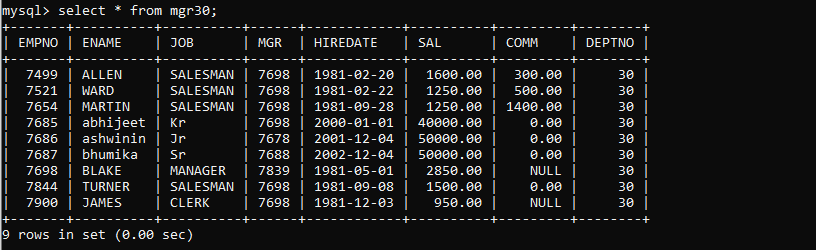 mysql> select * from mgr30;
+-------+----------+----------+------+------------+----------+---------+--------+
| EMPNO | ENAME    | JOB      | MGR  | HIREDATE   | SAL      | COMM    | DEPTNO |
+-------+----------+----------+------+------------+----------+---------+--------+
|  7499 | ALLEN    | SALESMAN | 7698 | 1981-02-20 |  1600.00 |  300.00 |     30 |
|  7521 | WARD     | SALESMAN | 7698 | 1981-02-22 |  1250.00 |  500.00 |     30 |
|  7654 | MARTIN   | SALESMAN | 7698 | 1981-09-28 |  1250.00 | 1400.00 |     30 |
|  7685 | abhijeet | Kr       | 7698 | 2000-01-01 | 40000.00 |    0.00 |     30 |
|  7686 | ashwinin | Jr       | 7678 | 2001-12-04 | 50000.00 |    0.00 |     30 |
|  7687 | bhumika  | Sr       | 7688 | 2002-12-04 | 50000.00 |    0.00 |     30 |
|  7698 | BLAKE    | MANAGER  | 7839 | 1981-05-01 |  2850.00 |    NULL |     30 |
|  7844 | TURNER   | SALESMAN | 7698 | 1981-09-08 |  1500.00 |    0.00 |     30 |
|  7900 | JAMES    | CLERK    | 7698 | 1981-12-03 |   950.00 |    NULL |     30 |
+-------+----------+----------+------+------------+----------+---------+--------+
9 rows in set (0.00 sec)